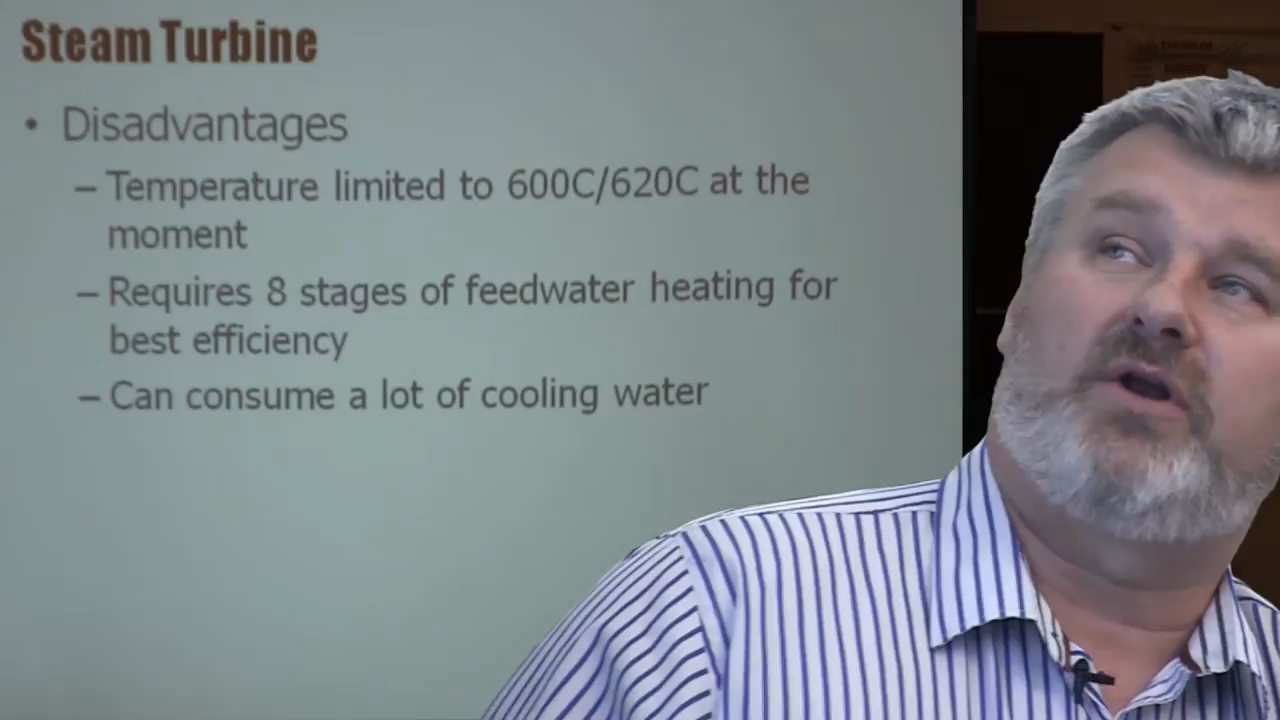 Steam Turbine
• Disadvantages
– Temperature limited to 600C/620C at the
moment
– Requires 8 stages of feedwater heating for
best efficiency
– Can consume a lot of cooling water